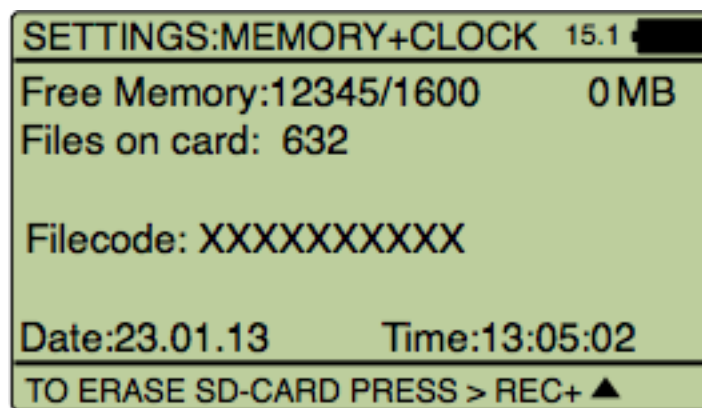 SETTINGS:MEMORY+CLOCK 15.1
Free Memory:12345/1600 0 MB
Files on card: 632
Filecode: XXXXXXXXXX
Date:23.01.13 Time:13:05:02
TO ERASE SD-CARD PRESS > REC+ ▲